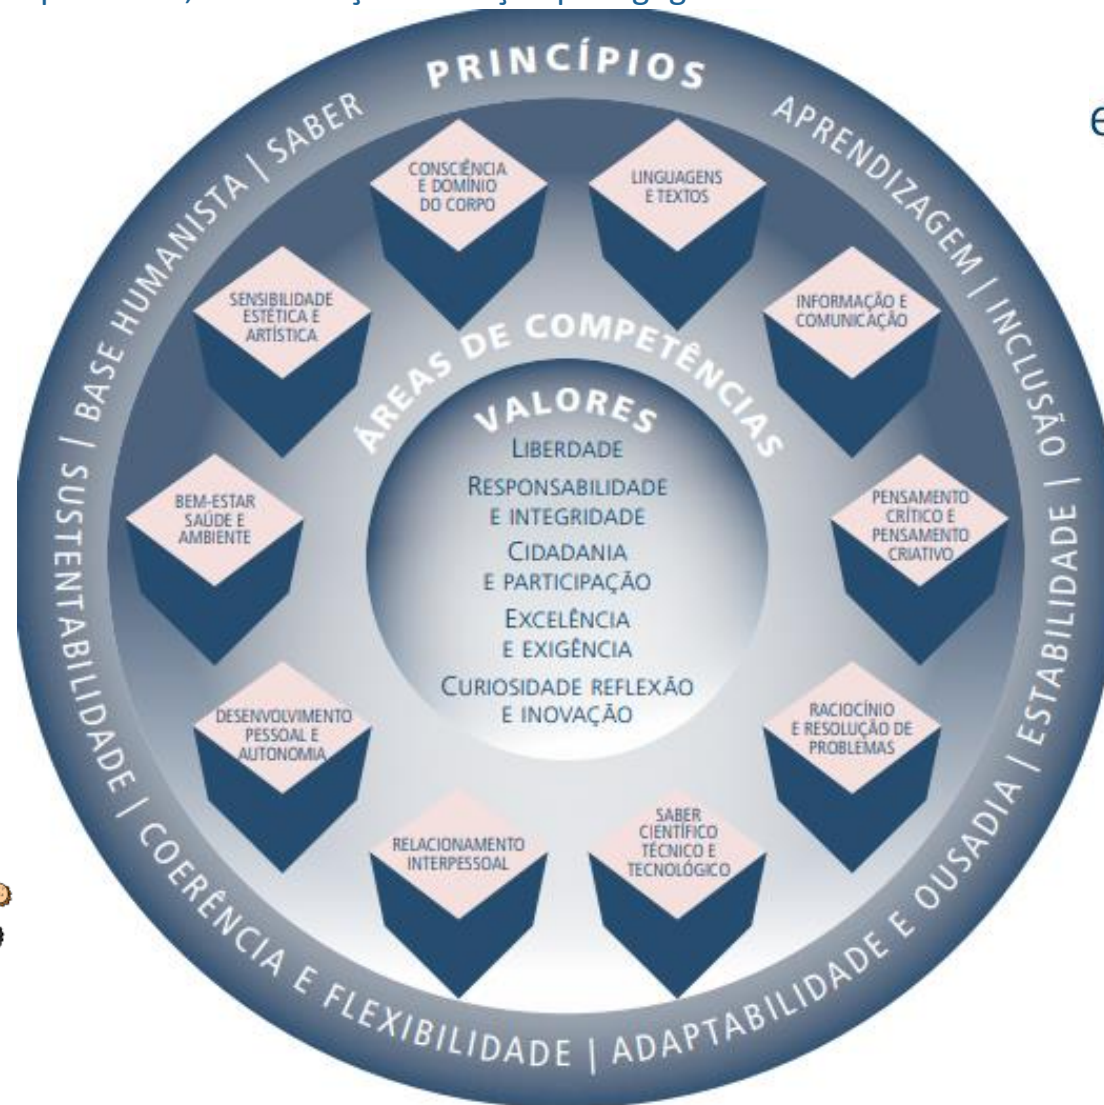 PRINCÍPIOS
APRENDIZAGEM | INCLUSÃO |
ESTABILIDADE |
ADAPTABILIDADE E OUSADIA |
COERÊNCIA E FLEXIBILIDADE |
SUSTENTABILIDADE |
BASE HUMANISTA | SABER
ÁREAS DE COMPETÊNCIAS
LINGUAGENS
E TEXTOS
INFORMAÇÃO E
COMUNICAÇÃO
PENSAMENTO
CRÍTICO E
PENSAMENTO
CRIATIVO
RACIOCÍNIO
E RESOLUÇÃO DE
PROBLEMAS
SABER
CIENTÍFICO
TÉCNICO E
TECNOLÓGICO
RELACIONAMENTO
INTERPESSOAL
DESENVOLVIMENTO
PESSOAL E
AUTONOMIA
BEM-ESTAR
SAÚDE E
AMBIENTE
SENSIBILIDADE
ESTÉTICA E
ARTÍSTICA
CONSCIÊNCIA
E DOMÍNIO
DO CORPO
VALORES
LIBERDADE
RESPONSABILIDADE
E INTEGRIDADE
CIDADANIA
E PARTICIPAÇÃO
EXCELÊNCIA
E EXIGÊNCIA
CURIOSIDADE REFLEXÃO
E INOVAÇÃO